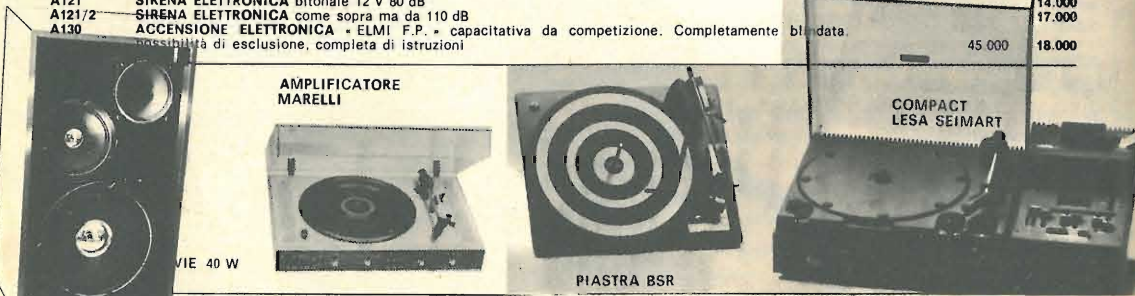 A121 SIRENA ELETTRONICA bitonale 12 V 80 dB 14.000
A121/2 SIRENA ELETTRONICA come sopra ma da 110 dB 17.000
A130 ACCENSIONE ELETTRONICA « ELMI F.P. » capacitativa da competizione. Completamente blindata.
possibilità di esclusione, completa di istruzioni 45.000 18.000
AMPLIFICATORE
MARELLI
COMPACT
LESA SEIMART
VIE 40 W
PIASTRA BSR